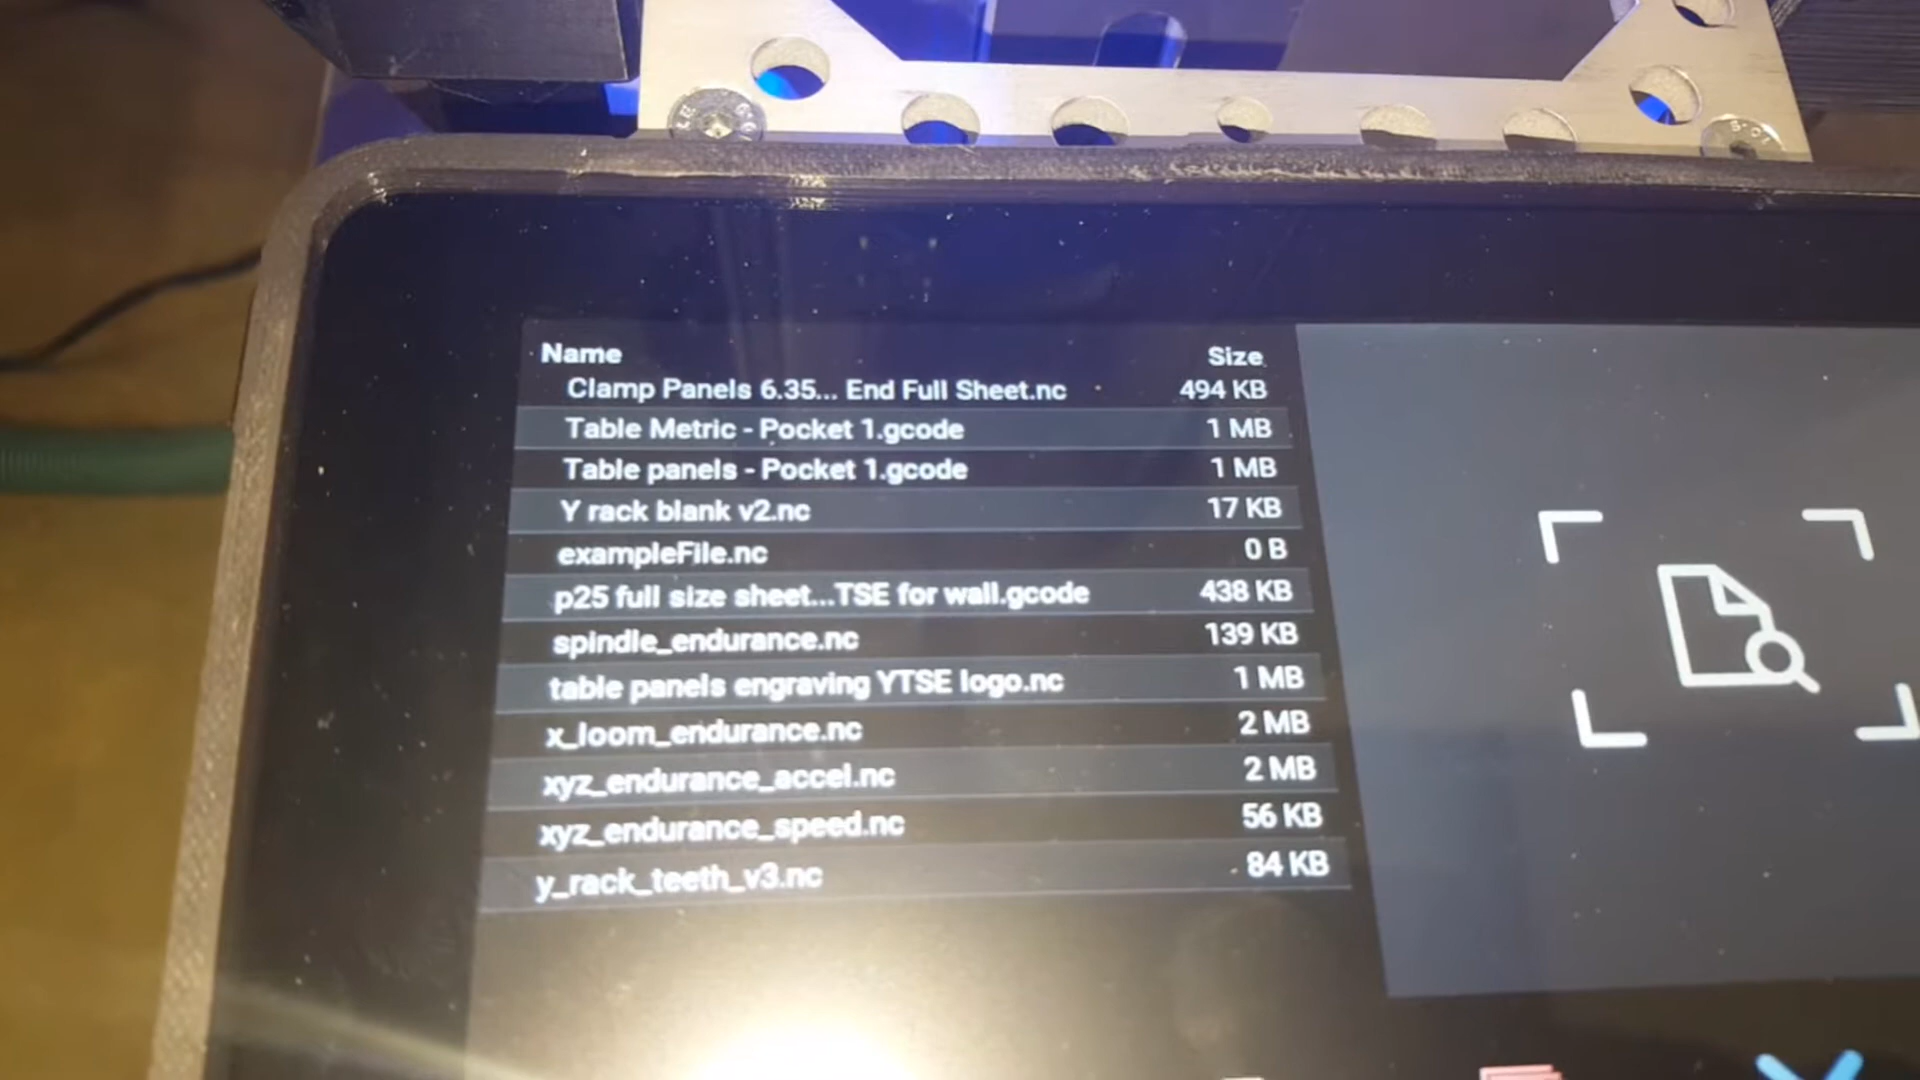 Name Size
Clamp Panels 6.35... End Full Sheet.nc 494 KB
Table Metric - Pocket 1.gcode 1 MB
Table panels - Pocket 1.gcode 1 MB
Y rack blank v2.nc 17 KB
exampleFile.nc 0 B
p25 full size sheet...TSE for wall.gcode 438 KB
spindle_endurance.nc 139 KB
table panels engraving YTSE logo.nc 1 MB
x_loom_endurance.nc 2 MB
xyz_endurance_accel.nc 2 MB
xyz_endurance_speed.nc 56 KB
y_rack_teeth_v3.nc 84 KB